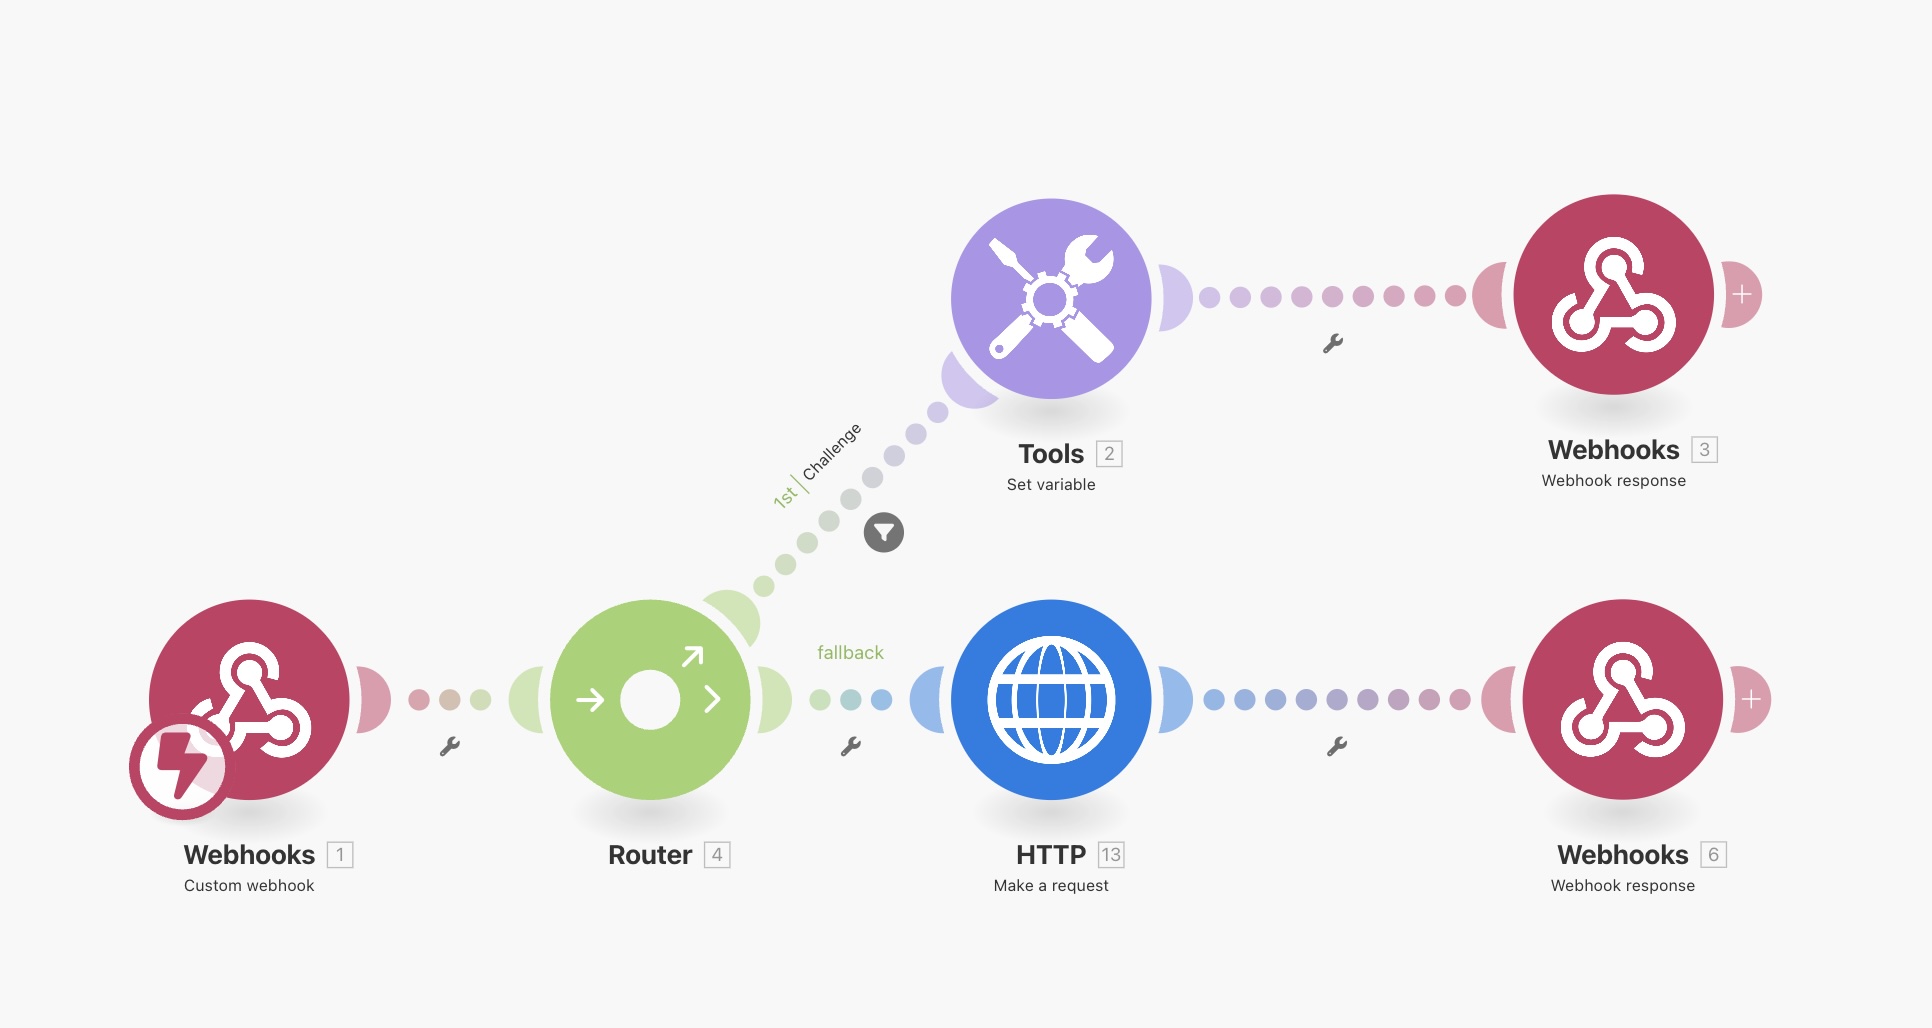 Tools 2
Set variable
Webhooks 3
Webhook response
1st | Challenge
fallback
Webhooks 1
Custom webhook
Router 4
HTTP 13
Make a request
Webhooks 6
Webhook response